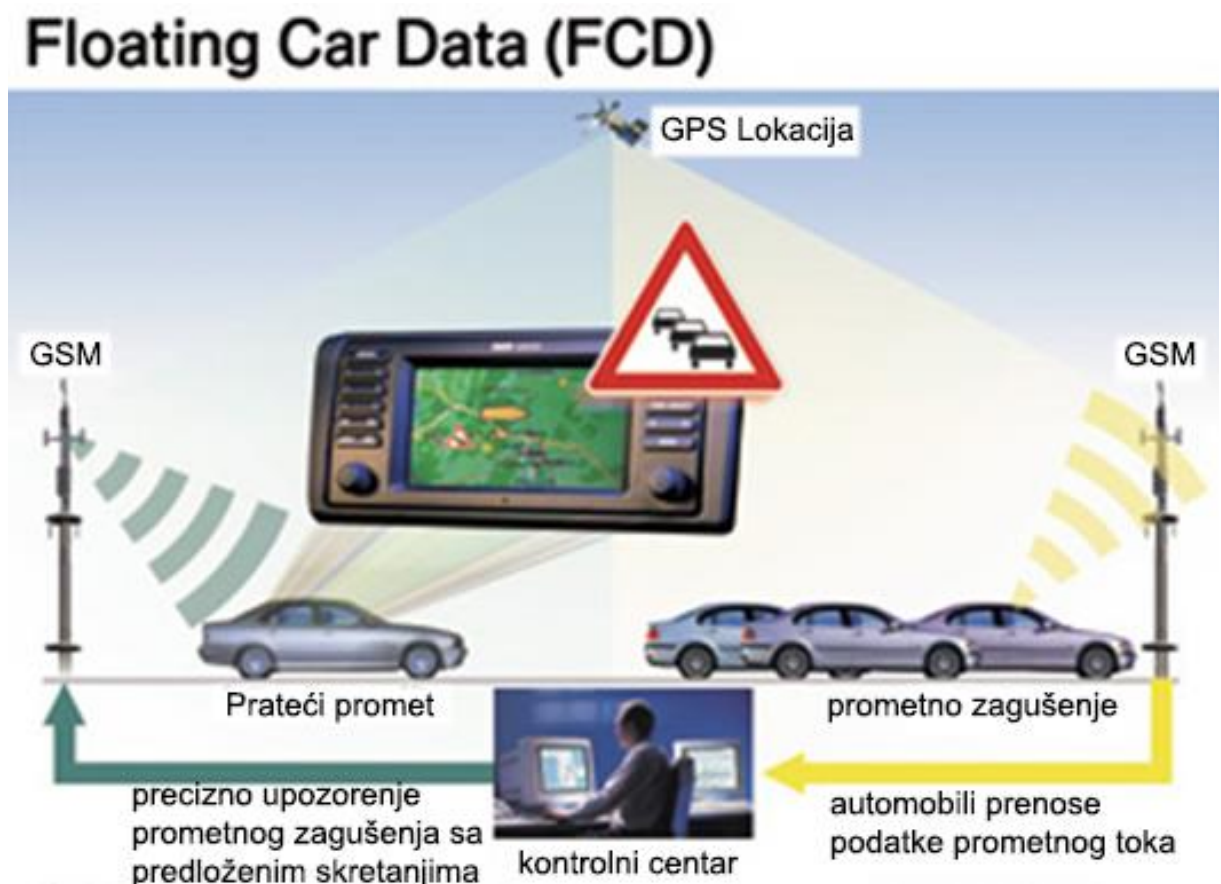 Floating Car Data (FCD)
GPS Lokacija
GSM
GSM
Prateći promet
prometno zagušenje
precizno upozorenje
prometnog zagušenja sa
predloženim skretanjima
kontrolni centar
automobili prenose
podatke prometnog toka